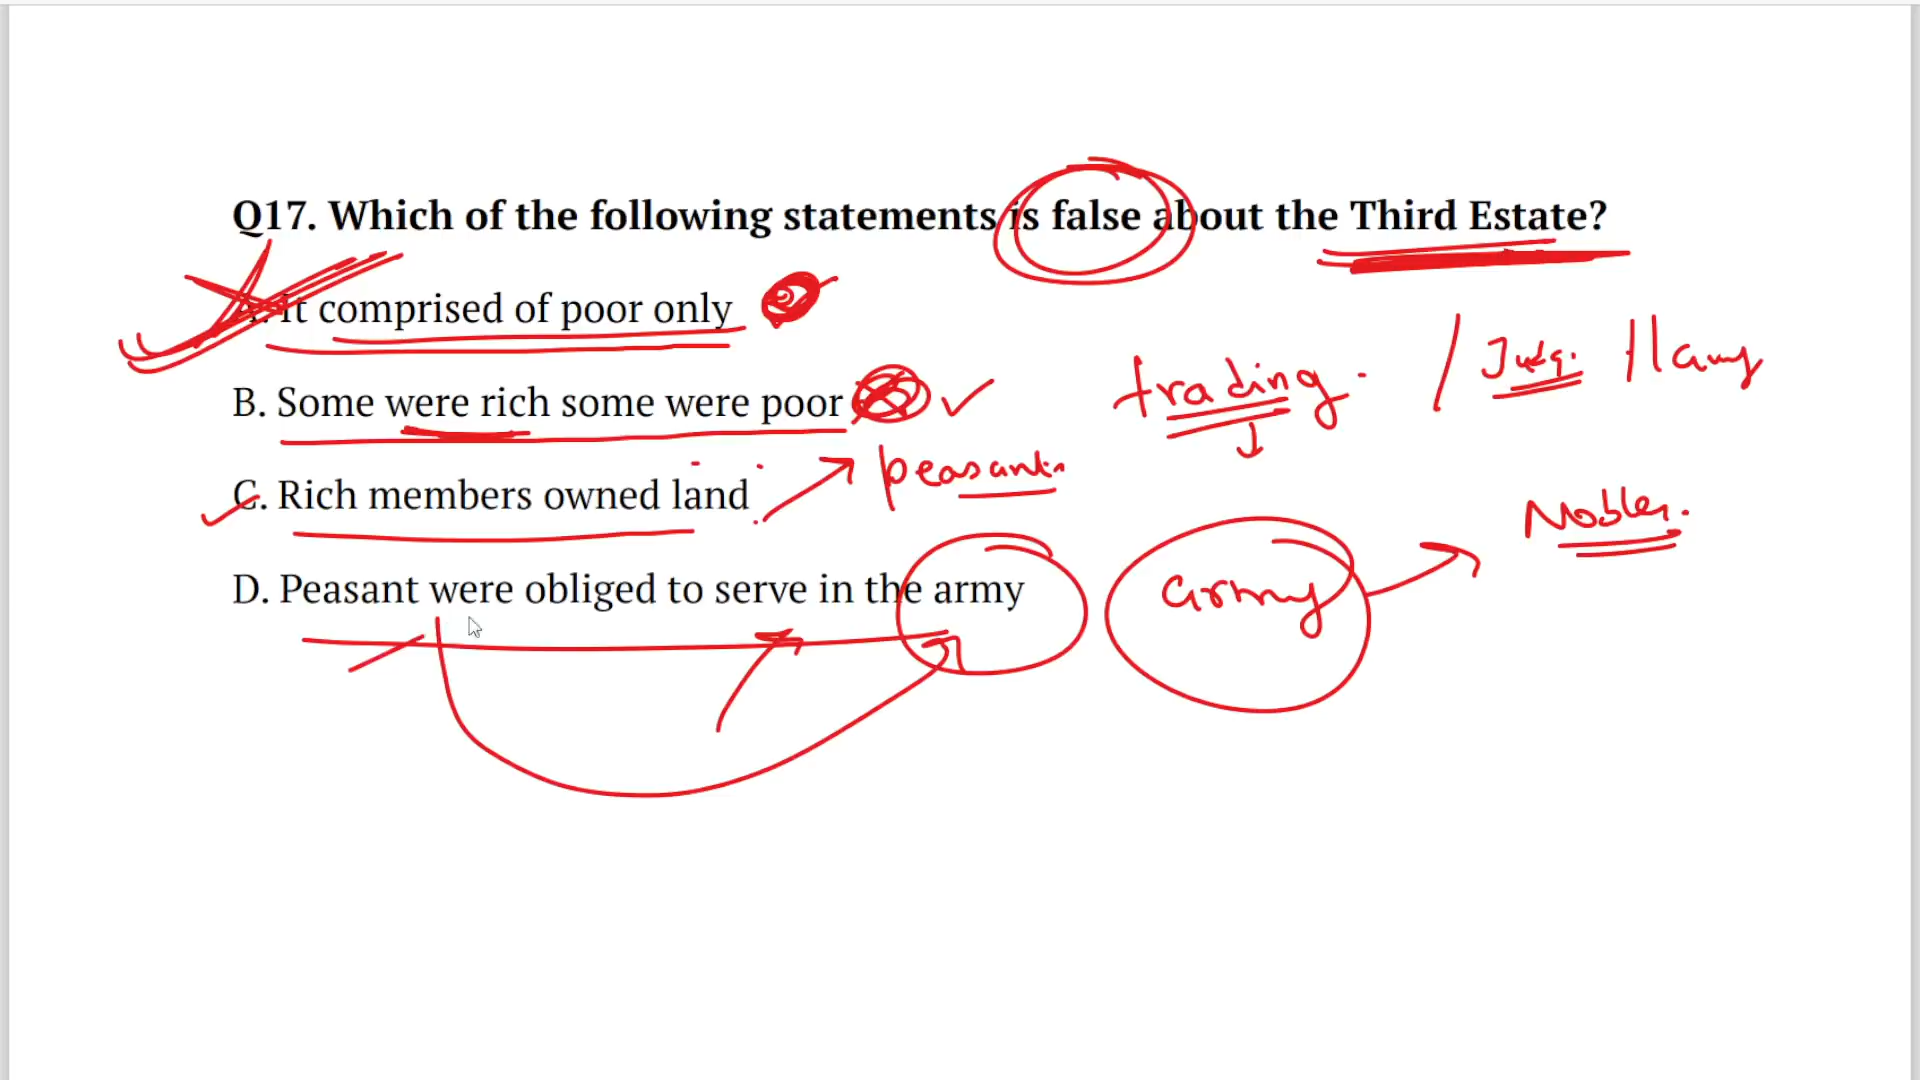 Q17. Which of the following statements is false about the Third Estate?
A. It comprised of poor only
B. Some were rich some were poor
trading. / Judg.
C. Rich members owned land
peasant
Nobles.
D. Peasant were obliged to serve in the army
army